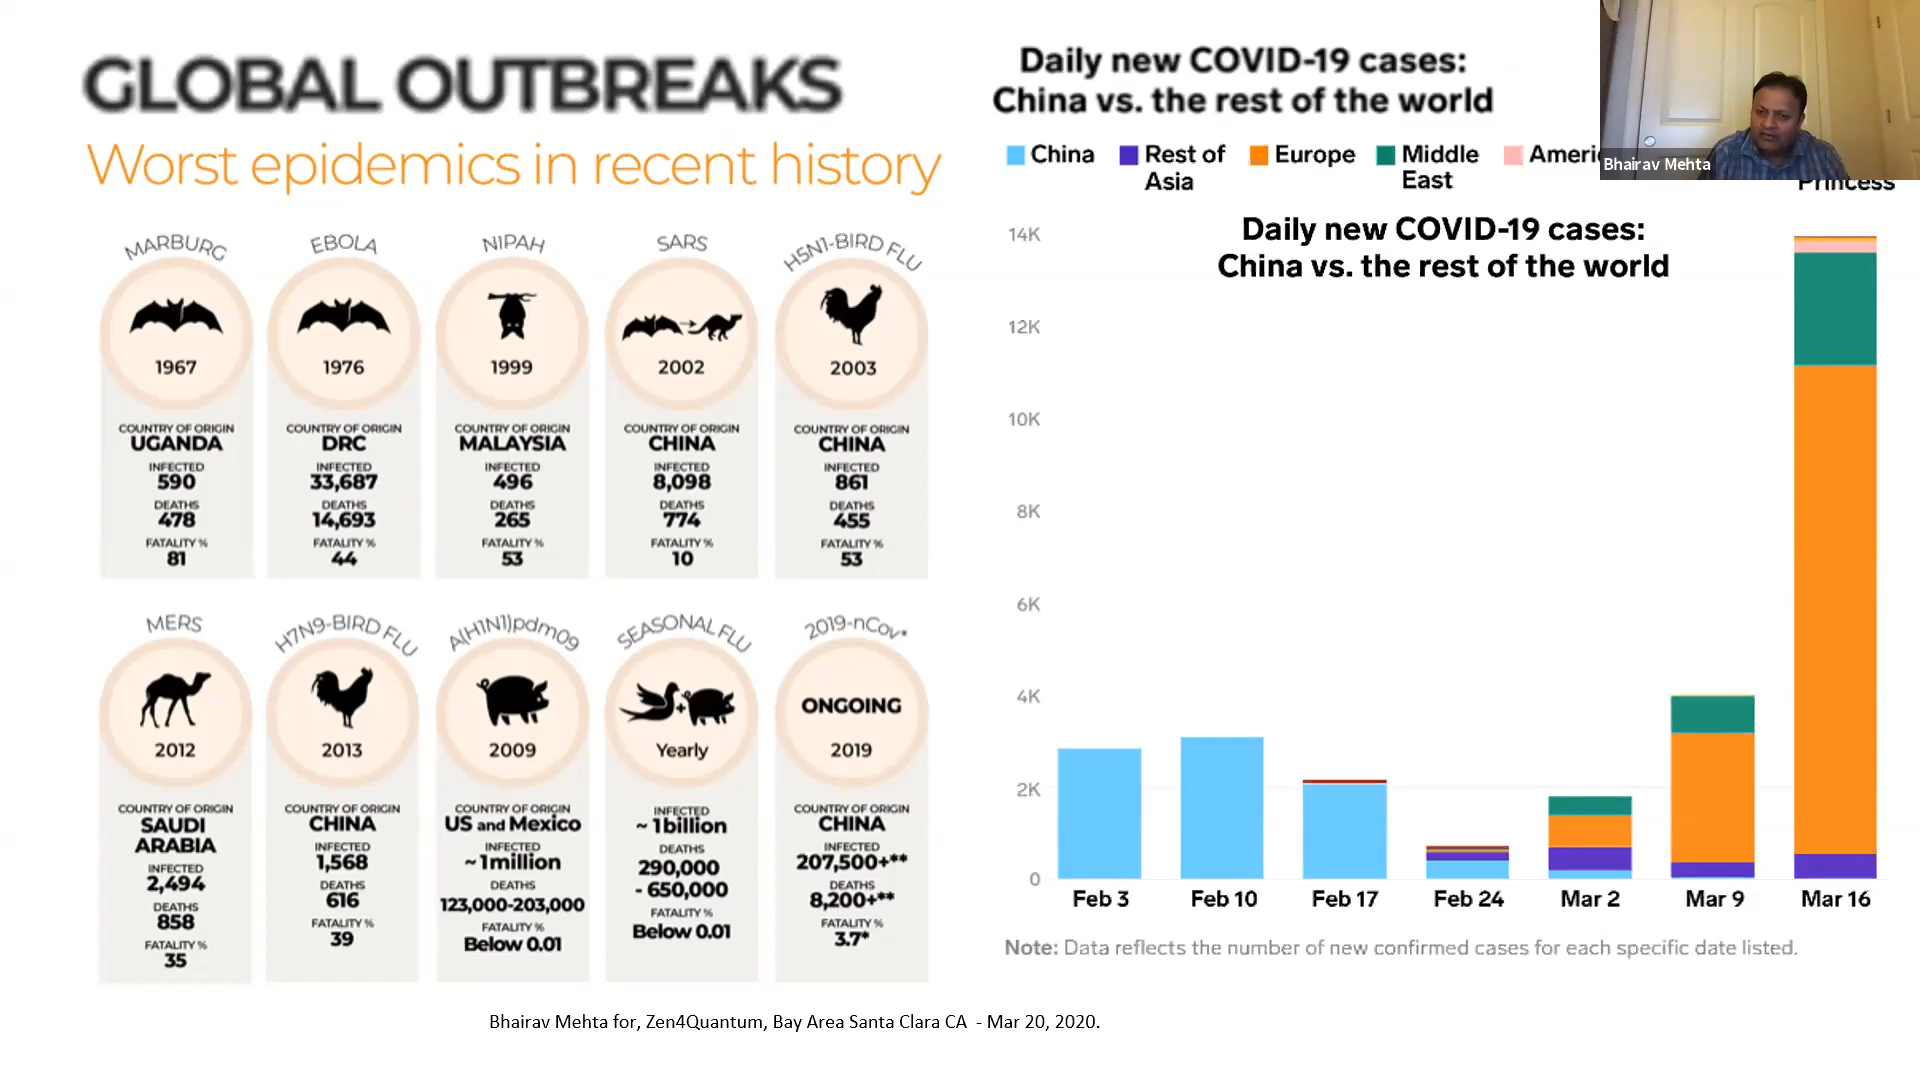 GLOBAL OUTBREAKS
Worst epidemics in recent history
MARBURG
1967
COUNTRY OF ORIGIN
UGANDA
INFECTED
590
DEATHS
478
FATALITY %
81
EBOLA
1976
COUNTRY OF ORIGIN
DRC
INFECTED
33,687
DEATHS
14,693
FATALITY %
44
NIPAH
1999
COUNTRY OF ORIGIN
MALAYSIA
INFECTED
496
DEATHS
265
FATALITY %
53
SARS
2002
COUNTRY OF ORIGIN
CHINA
INFECTED
8,098
DEATHS
774
FATALITY %
10
H5N1-BIRD FLU
2003
COUNTRY OF ORIGIN
CHINA
INFECTED
861
DEATHS
455
FATALITY %
53
MERS
2012
COUNTRY OF ORIGIN
SAUDI
ARABIA
INFECTED
2,494
DEATHS
858
FATALITY %
35
H7N9-BIRD FLU
2013
COUNTRY OF ORIGIN
CHINA
INFECTED
1,568
DEATHS
616
FATALITY %
39
A(H1N1)pdm09
2009
COUNTRY OF ORIGIN
US and Mexico
INFECTED
~ 1million
DEATHS
123,000-203,000
FATALITY %
Below 0.01
SEASONAL FLU
Yearly
INFECTED
~ 1billion
DEATHS
290,000
- 650,000
FATALITY %
Below 0.01
2019-nCov*
ONGOING
2019
COUNTRY OF ORIGIN
CHINA
INFECTED
207,500+**
DEATHS
8,200+**
FATALITY %
3.7*
Daily new COVID-19 cases:
China vs. the rest of the world
China
Rest of
Asia
Europe
Middle
East
Ameri
Princess
Bhairav Mehta
Daily new COVID-19 cases:
China vs. the rest of the world
14K
12K
10K
8K
6K
4K
2K
0
Feb 3
Feb 10
Feb 17
Feb 24
Mar 2
Mar 9
Mar 16
Note: Data reflects the number of new confirmed cases for each specific date listed.
Bhairav Mehta for, Zen4Quantum, Bay Area Santa Clara CA - Mar 20, 2020.